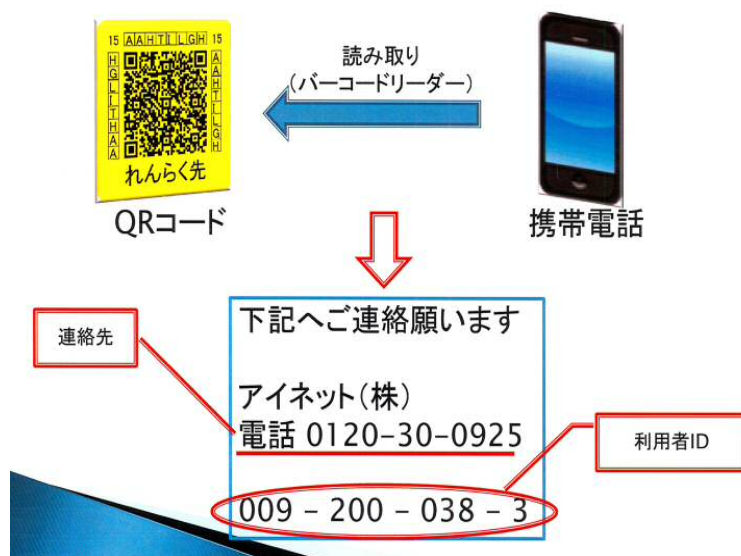 15 AAHTILGH 15
HGLITHAA
AAHTILGH
れんらく先
QRコード
読み取り
(バーコードリーダー)
携帯電話
連絡先
下記へご連絡願います
アイネット(株)
電話 0120-30-0925
009 - 200 - 038 - 3
利用者ID